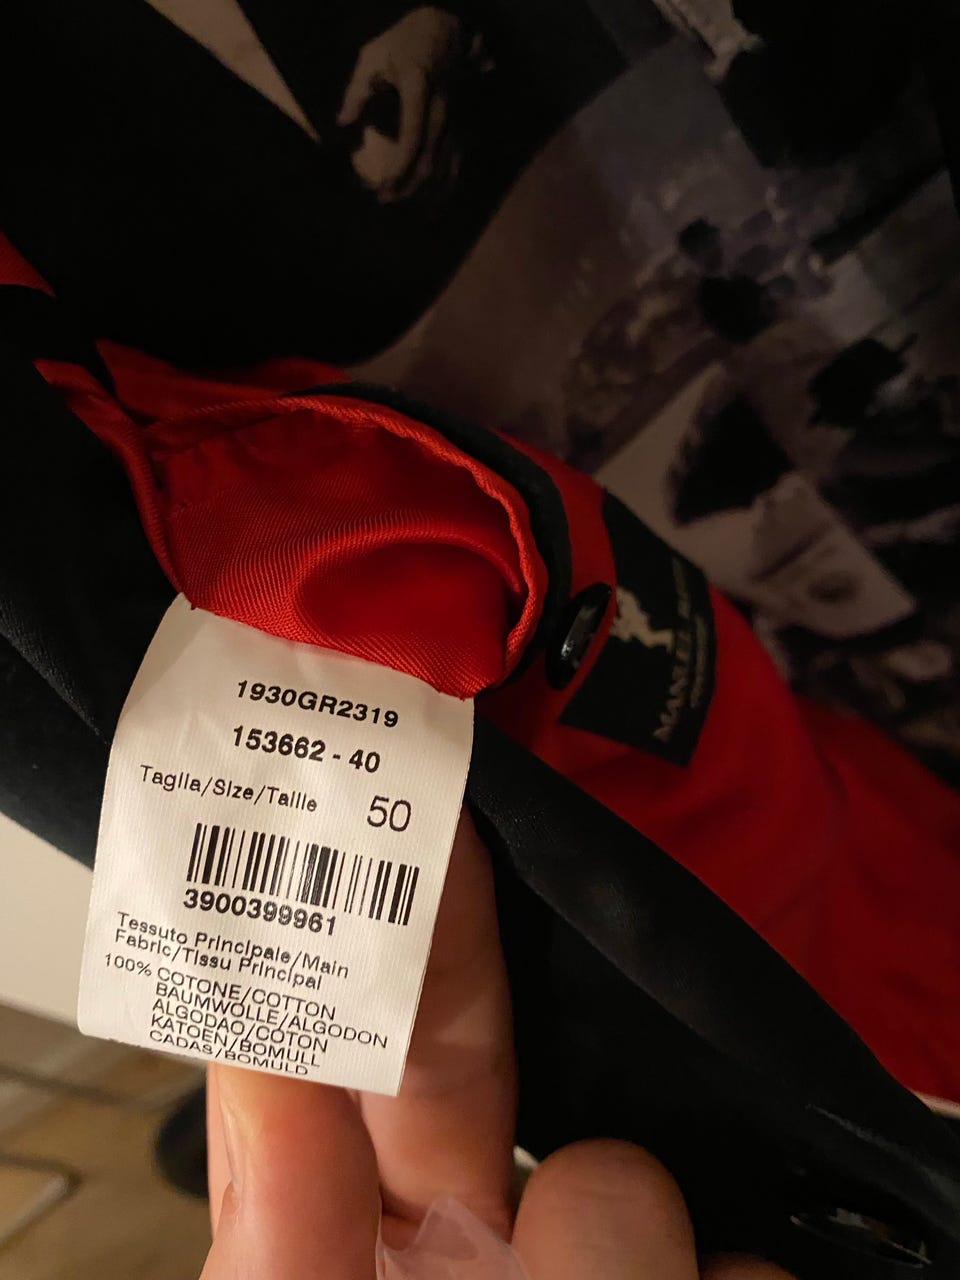 1930GR2319
153662 - 40
Taglia/Size/Taille 50
3900399961
Tessuto Principale/Main
Fabric/Tissu Principal
100% COTONE/COTTON
BAUMWOLLE/ALGODON
ALGODAO/COTON
KATOEN/BOMULL
CADAS/BOMULD